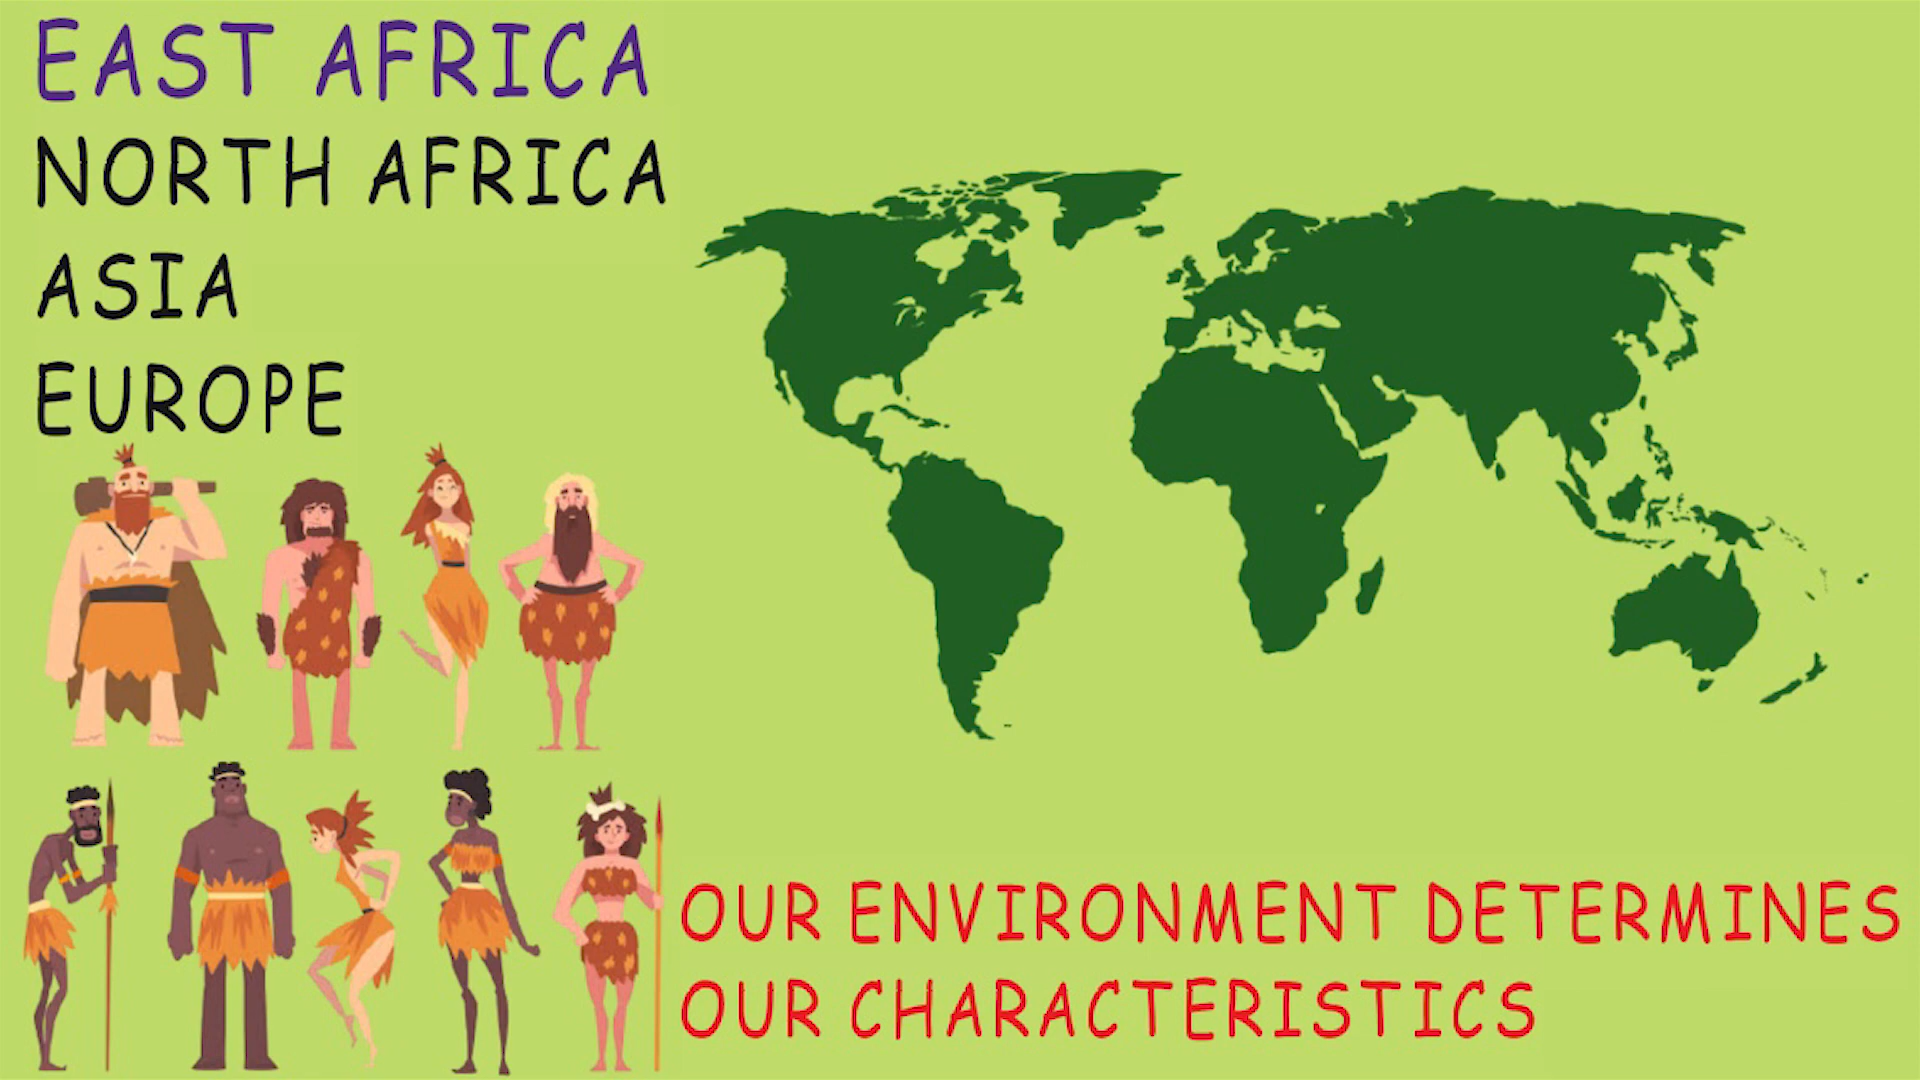 EAST AFRICA
NORTH AFRICA
ASIA
EUROPE
OUR ENVIRONMENT DETERMINES
OUR CHARACTERISTICS